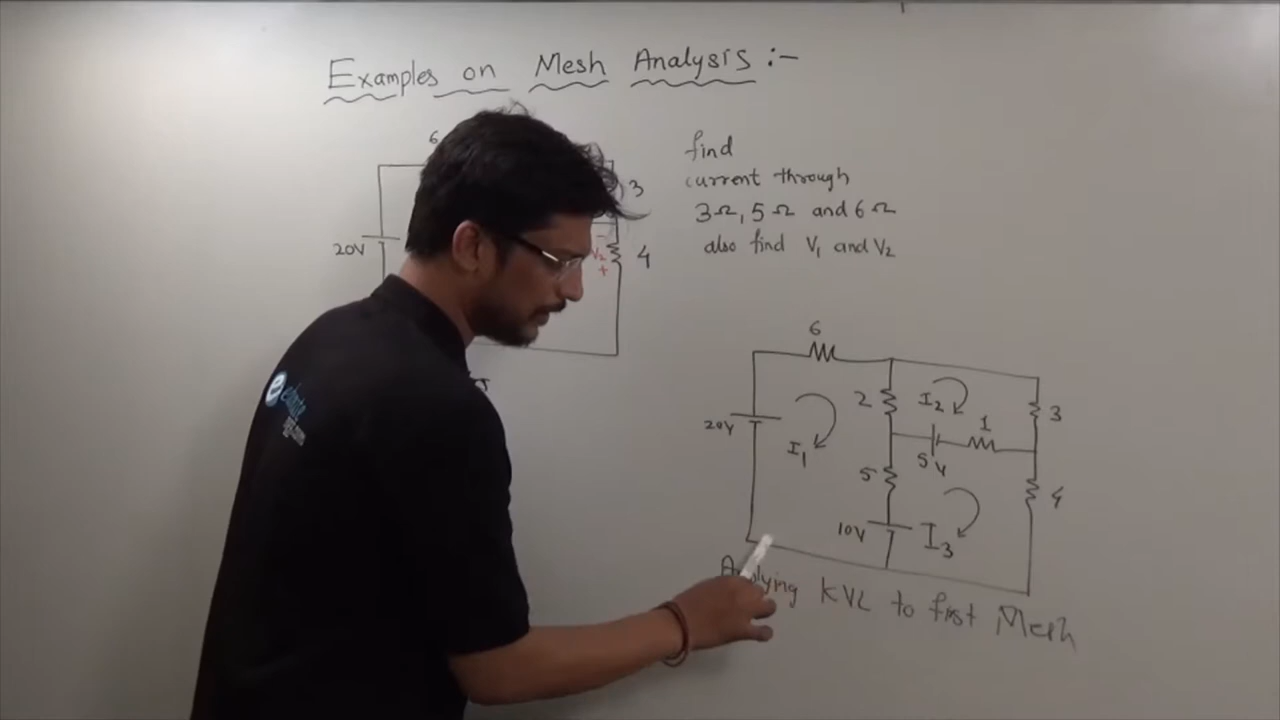 Examples on Mesh Analysis :-
6
20V
3
V2
+
4
find
current through
3Ω, 5Ω and 6Ω
also find V1 and V2
6
20V
I1
2
I2
1
3
5V
5
4
10V
I3
Applying KVL to first Mesh